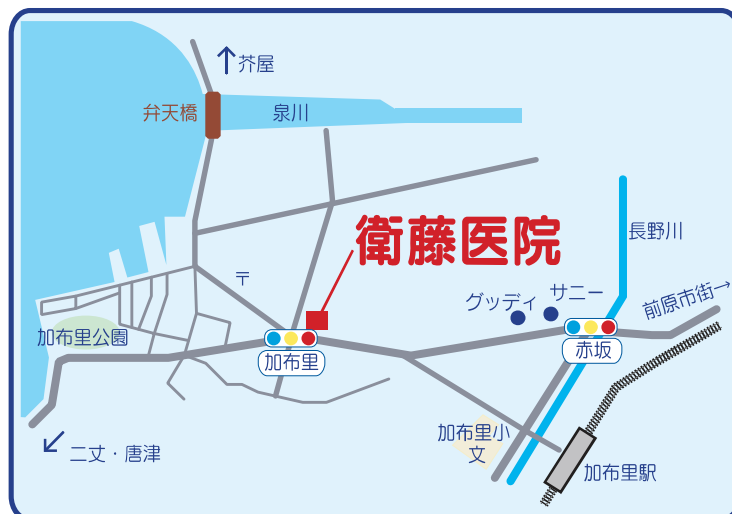 芥屋
弁天橋
泉川
衛藤医院
長野川
〒
グッディ
サニー
前原市街→
加布里公園
加布里
赤坂
加布里小
文
二丈・唐津
加布里駅